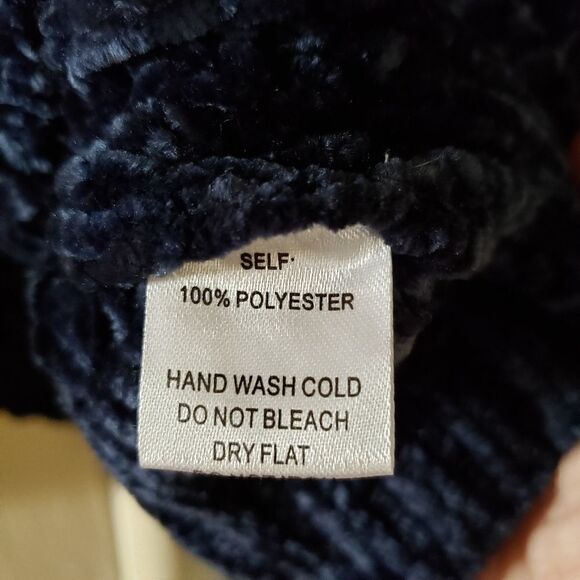 SELF·
100% POLYESTER
HAND WASH COLD
DO NOT BLEACH
DRY FLAT